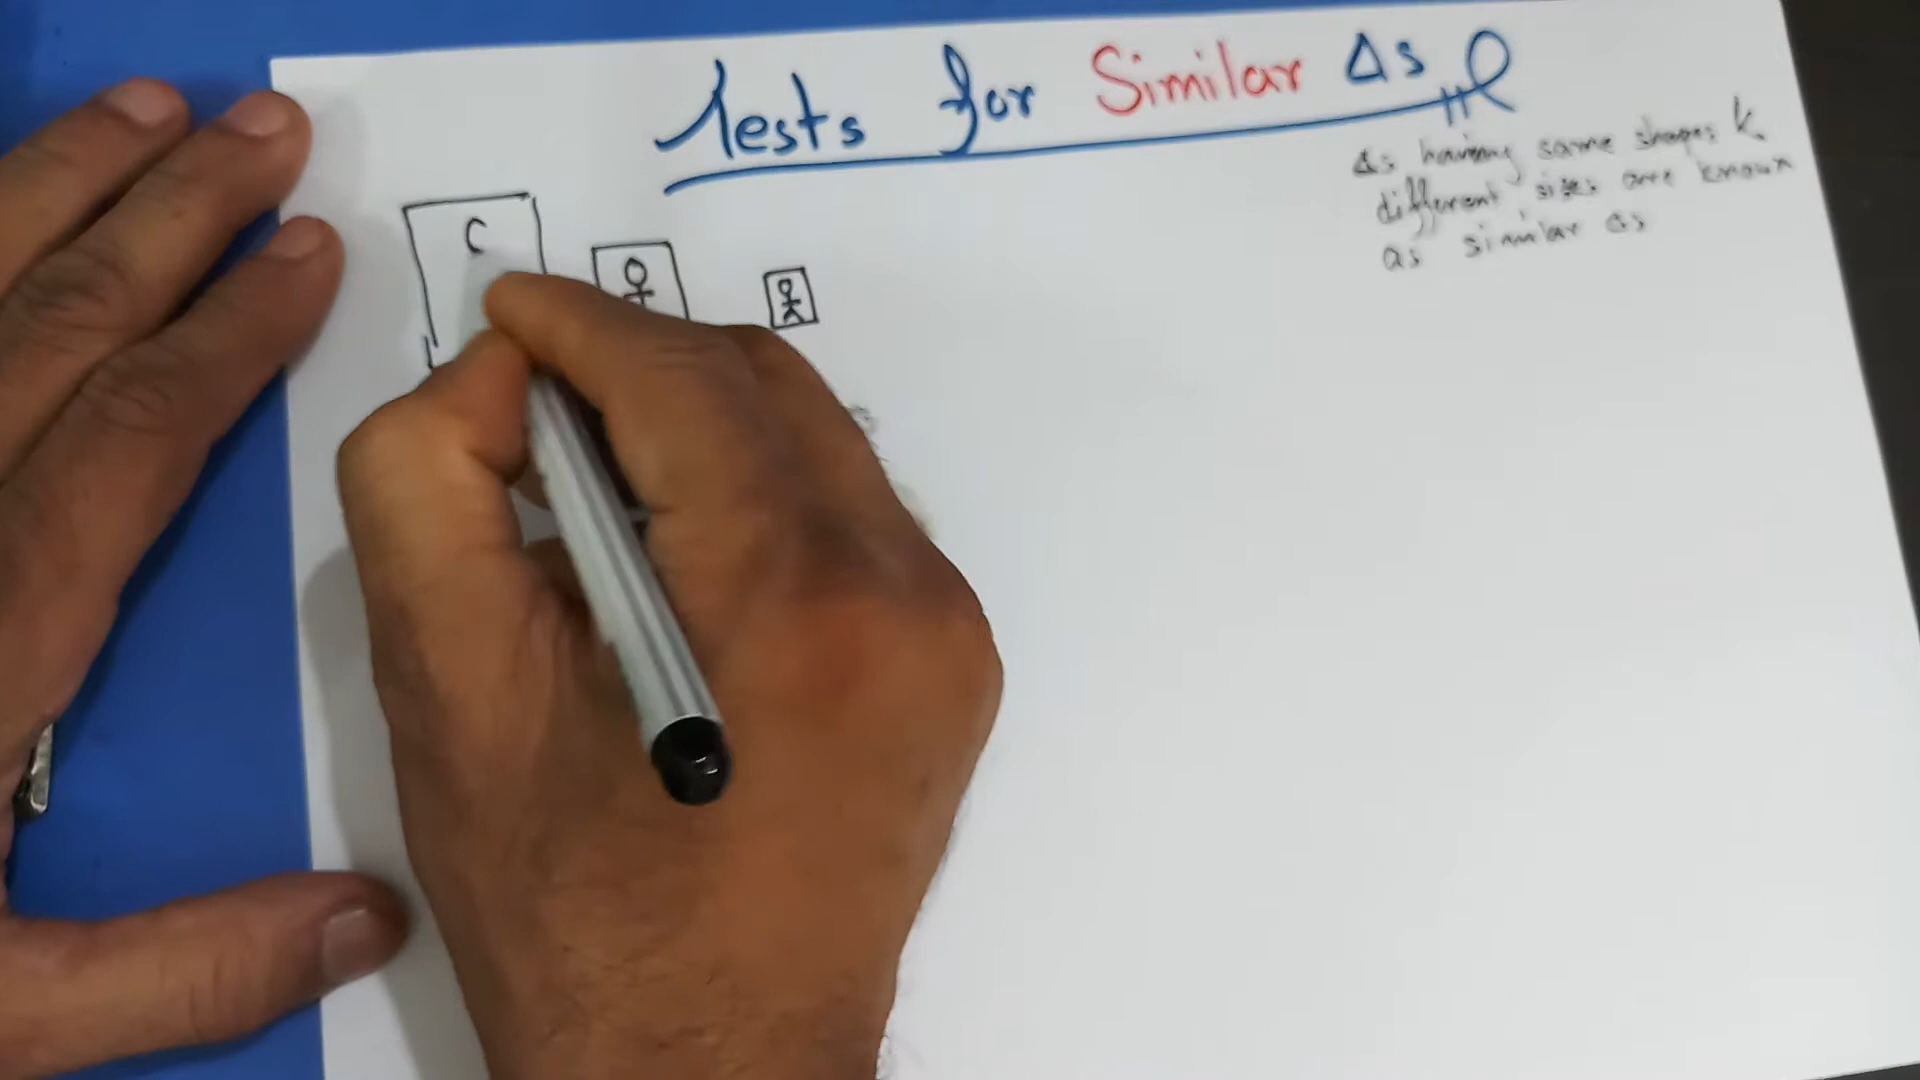 Tests for Similar Δs
Δs having same shapes &
different sizes are known
as similar Δs